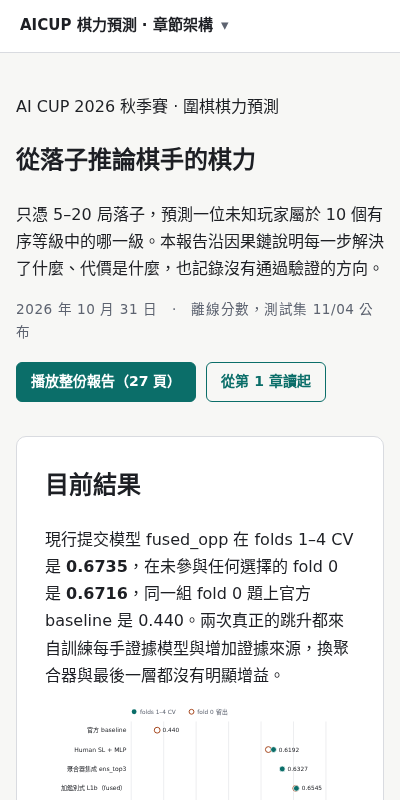 AICUP 棋力預測 · 章節架構 ▾
AI CUP 2026 秋季賽 · 圍棋棋力預測
從落子推論棋手的棋力
只憑 5–20 局落子，預測一位未知玩家屬於 10 個有
序等級中的哪一級。本報告沿因果鏈說明每一步解決
了什麼、代價是什麼，也記錄沒有通過驗證的方向。
2026 年 10 月 31 日 · 離線分數，測試集 11/04 公
布
播放整份報告（27 頁）
從第 1 章讀起
目前結果
現行提交模型 fused_opp 在 folds 1–4 CV
是 0.6735，在未參與任何選擇的 fold 0
是 0.6716，同一組 fold 0 題上官方
baseline 是 0.440。兩次真正的跳升都來
自訓練每手證據模型與增加證據來源，換聚
合器與最後一層都沒有明顯增益。
folds 1–4 CV
fold 0 留出
官方 baseline 0.440
Human SL + MLP 0.6192
聚合器集成 ens_top3 0.6327
加鑑別式 L1b（fused） 0.6545